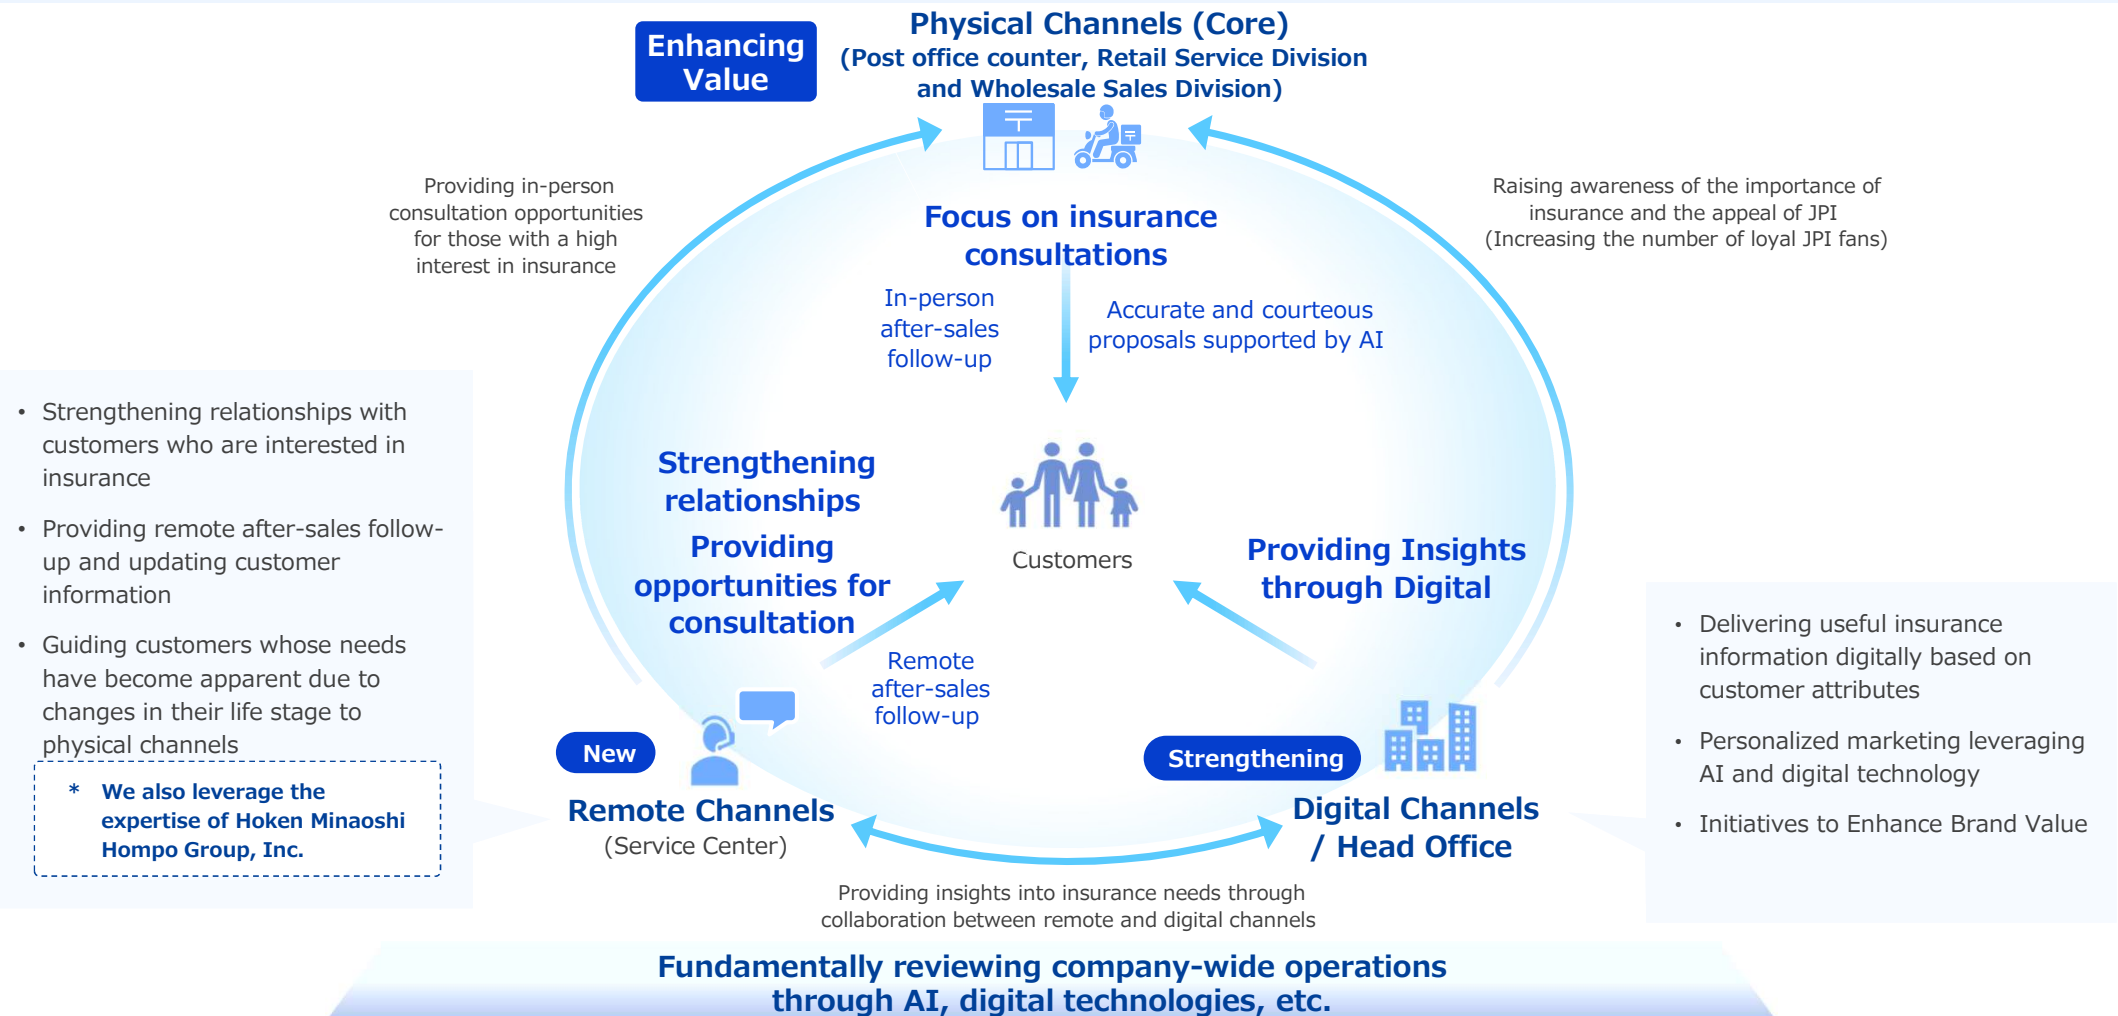 Enhancing
Value
Physical Channels (Core)
(Post office counter, Retail Service Division
and Wholesale Sales Division)
〒
〒
Providing in-person
consultation opportunities
for those with a high
interest in insurance
Raising awareness of the importance of
insurance and the appeal of JPI
(Increasing the number of loyal JPI fans)
Focus on insurance
consultations
In-person
after-sales
follow-up
Accurate and courteous
proposals supported by AI
• Strengthening relationships with
customers who are interested in
insurance
• Providing remote after-sales follow-
up and updating customer
information
• Guiding customers whose needs
have become apparent due to
changes in their life stage to
physical channels
* We also leverage the
expertise of Hoken Minaoshi
Hompo Group, Inc.
Strengthening
relationships
Providing
opportunities for
consultation
Customers
Providing Insights
through Digital
Remote
after-sales
follow-up
New
Remote Channels
(Service Center)
Strengthening
Digital Channels
/ Head Office
• Delivering useful insurance
information digitally based on
customer attributes
• Personalized marketing leveraging
AI and digital technology
• Initiatives to Enhance Brand Value
Providing insights into insurance needs through
collaboration between remote and digital channels
Fundamentally reviewing company-wide operations
through AI, digital technologies, etc.